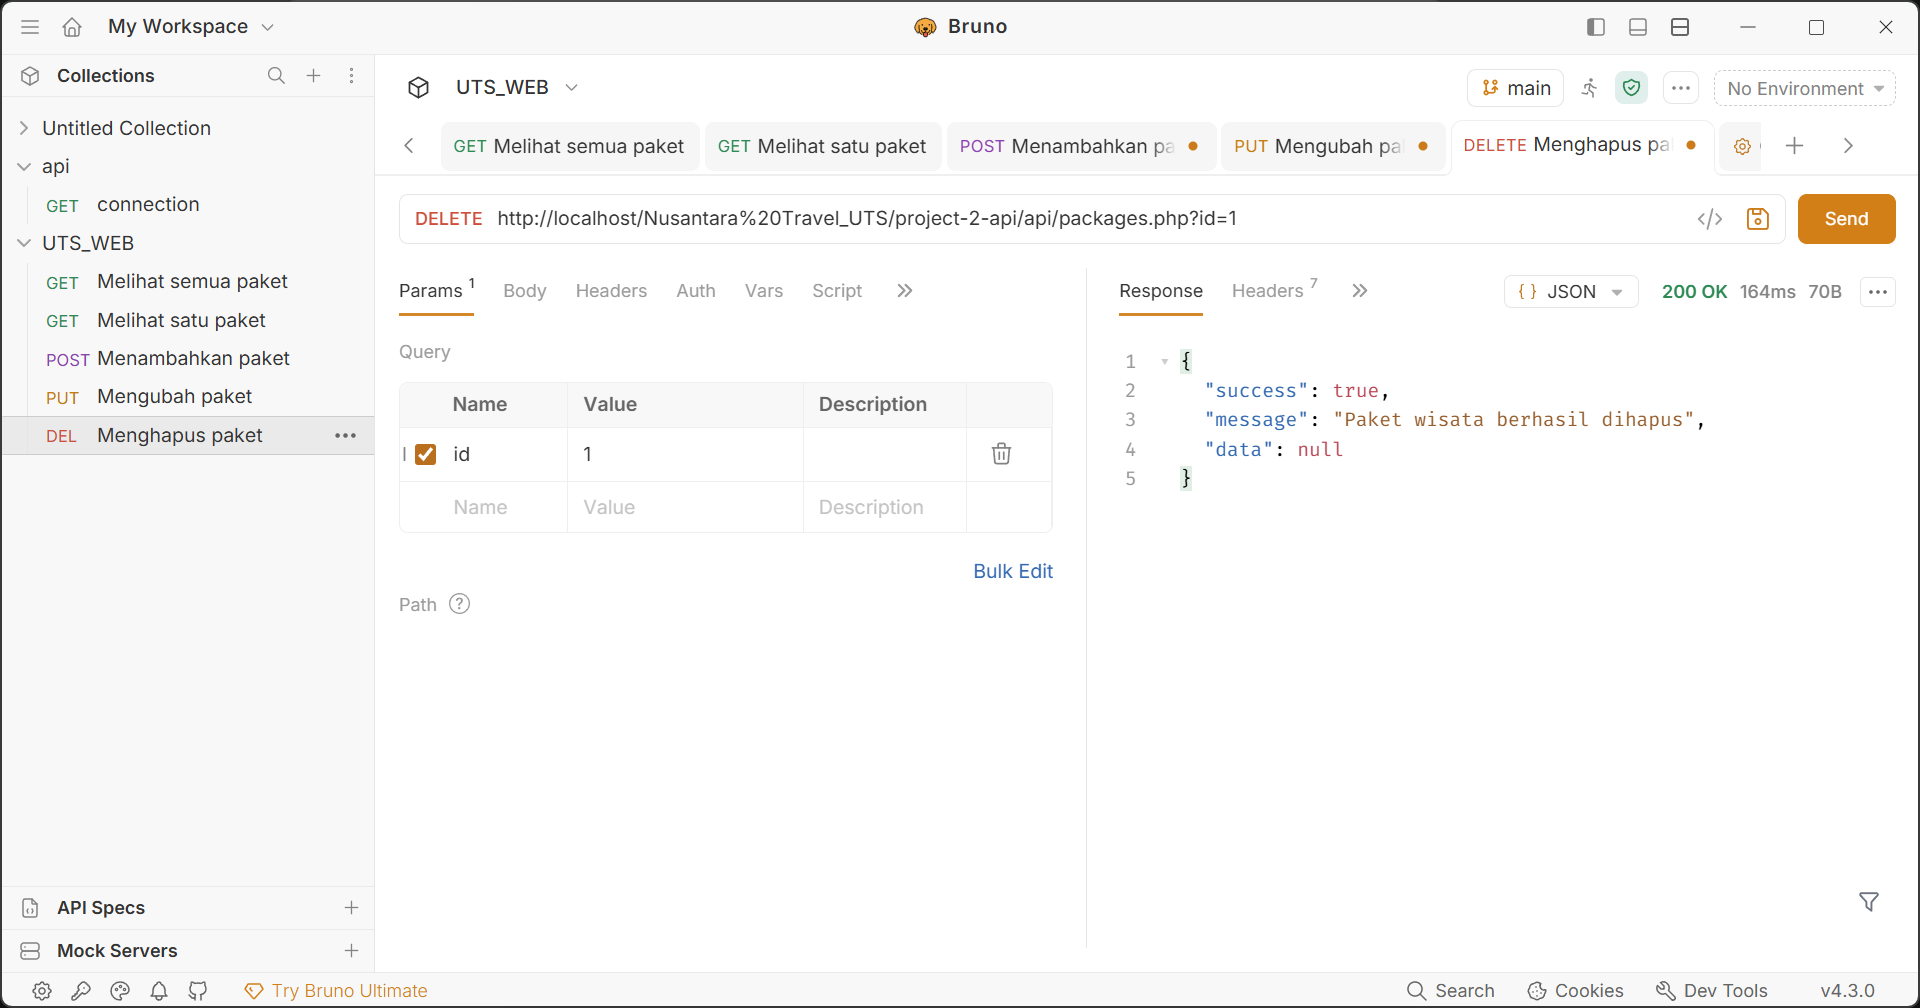 My Workspace
Bruno
Collections
UTS_WEB
main
No Environment
Untitled Collection
api
GET connection
UTS_WEB
GET Melihat semua paket
GET Melihat satu paket
POST Menambahkan paket
PUT Mengubah paket
DEL Menghapus paket
API Specs
Mock Servers
GET Melihat semua paket
GET Melihat satu paket
POST Menambahkan pa
PUT Mengubah pa
DELETE Menghapus pa
DELETE http://localhost/Nusantara%20Travel_UTS/project-2-api/api/packages.php?id=1
Send
Params 1 Body Headers Auth Vars Script
Query
Name Value Description
id 1
Name Value Description
Bulk Edit
Path ?
Response Headers 7
{ } JSON
200 OK 164ms 70B
1 {
2 "success": true,
3 "message": "Paket wisata berhasil dihapus",
4 "data": null
5 }
Try Bruno Ultimate
Search
Cookies
Dev Tools
v4.3.0